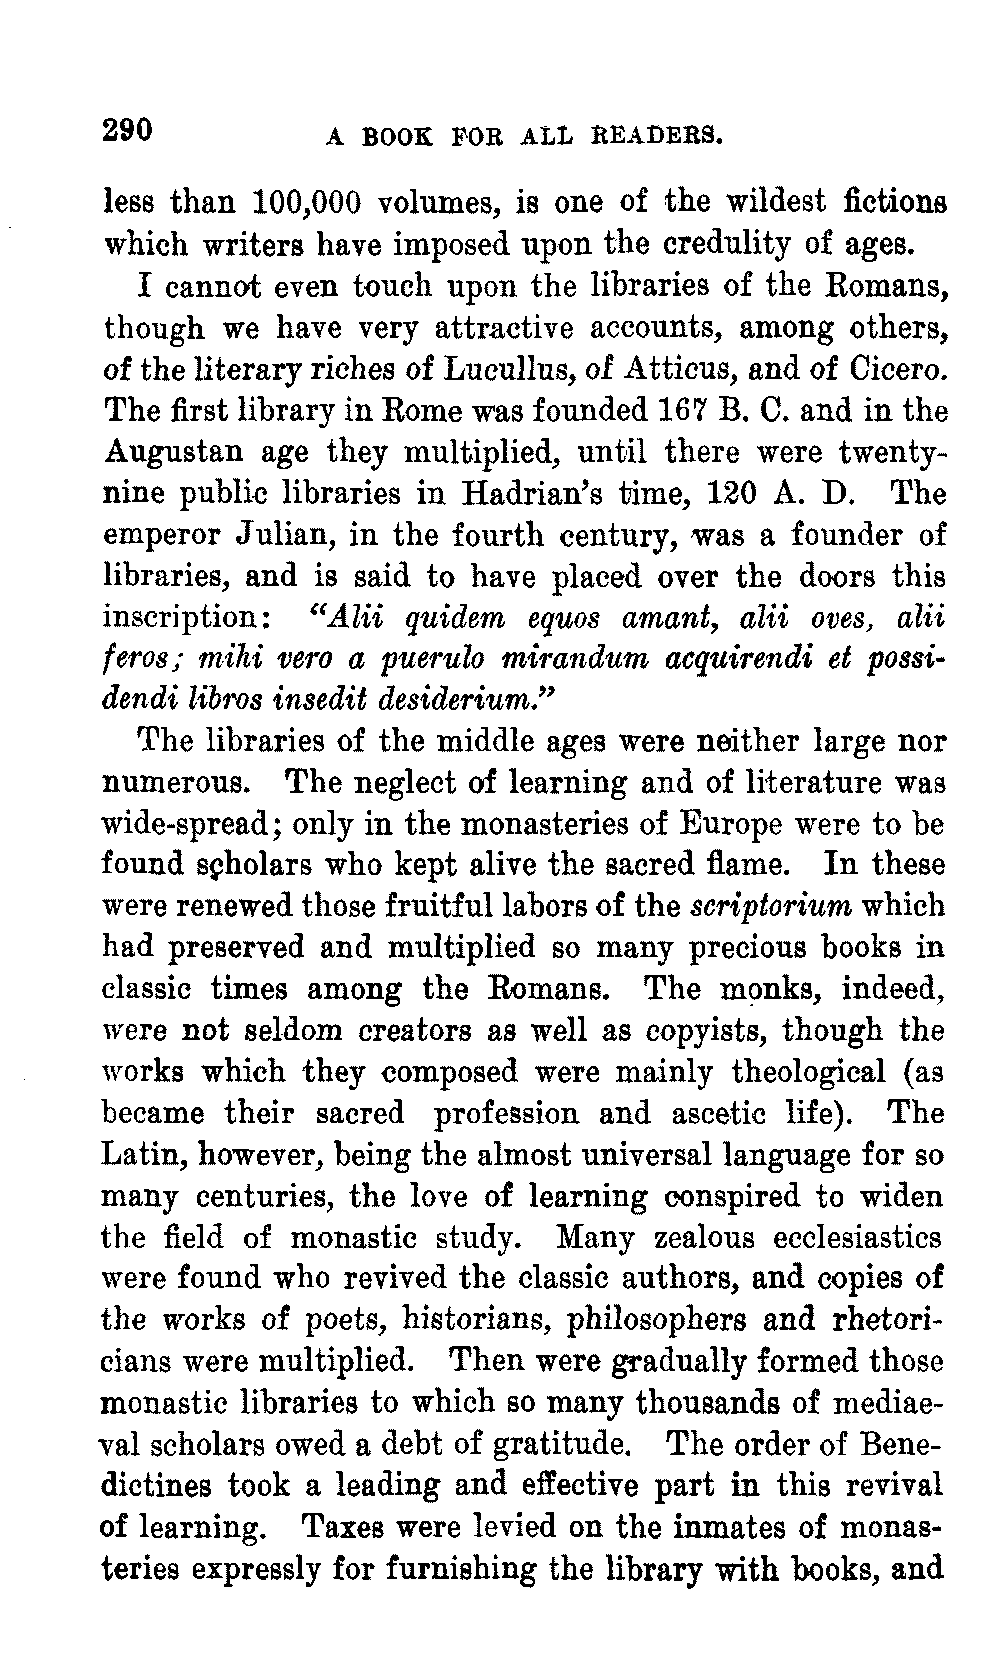 290 A BOOK FOR ALL READERS.
less than 100,000 volumes, is one of the wildest fictions
which writers have imposed upon the credulity of ages.
I cannot even touch upon the libraries of the Romans,
though we have very attractive accounts, among others,
of the literary riches of Lucullus, of Atticus, and of Cicero.
The first library in Rome was founded 167 B. C. and in the
Augustan age they multiplied, until there were twenty-
nine public libraries in Hadrian's time, 120 A. D. The
emperor Julian, in the fourth century, was a founder of
libraries, and is said to have placed over the doors this
inscription: "Alii quidem equos amant, alii oves, alii
feros; mihi vero a puerulo mirandum acquirendi et possi-
dendi libros insedit desiderium."
The libraries of the middle ages were neither large nor
numerous. The neglect of learning and of literature was
wide-spread; only in the monasteries of Europe were to be
found scholars who kept alive the sacred flame. In these
were renewed those fruitful labors of the scriptorium which
had preserved and multiplied so many precious books in
classic times among the Romans. The monks, indeed,
were not seldom creators as well as copyists, though the
works which they composed were mainly theological (as
became their sacred profession and ascetic life). The
Latin, however, being the almost universal language for so
many centuries, the love of learning conspired to widen
the field of monastic study. Many zealous ecclesiastics
were found who revived the classic authors, and copies of
the works of poets, historians, philosophers and rhetori-
cians were multiplied. Then were gradually formed those
monastic libraries to which so many thousands of mediae-
val scholars owed a debt of gratitude. The order of Bene-
dictines took a leading and effective part in this revival
of learning. Taxes were levied on the inmates of monas-
teries expressly for furnishing the library with books, and